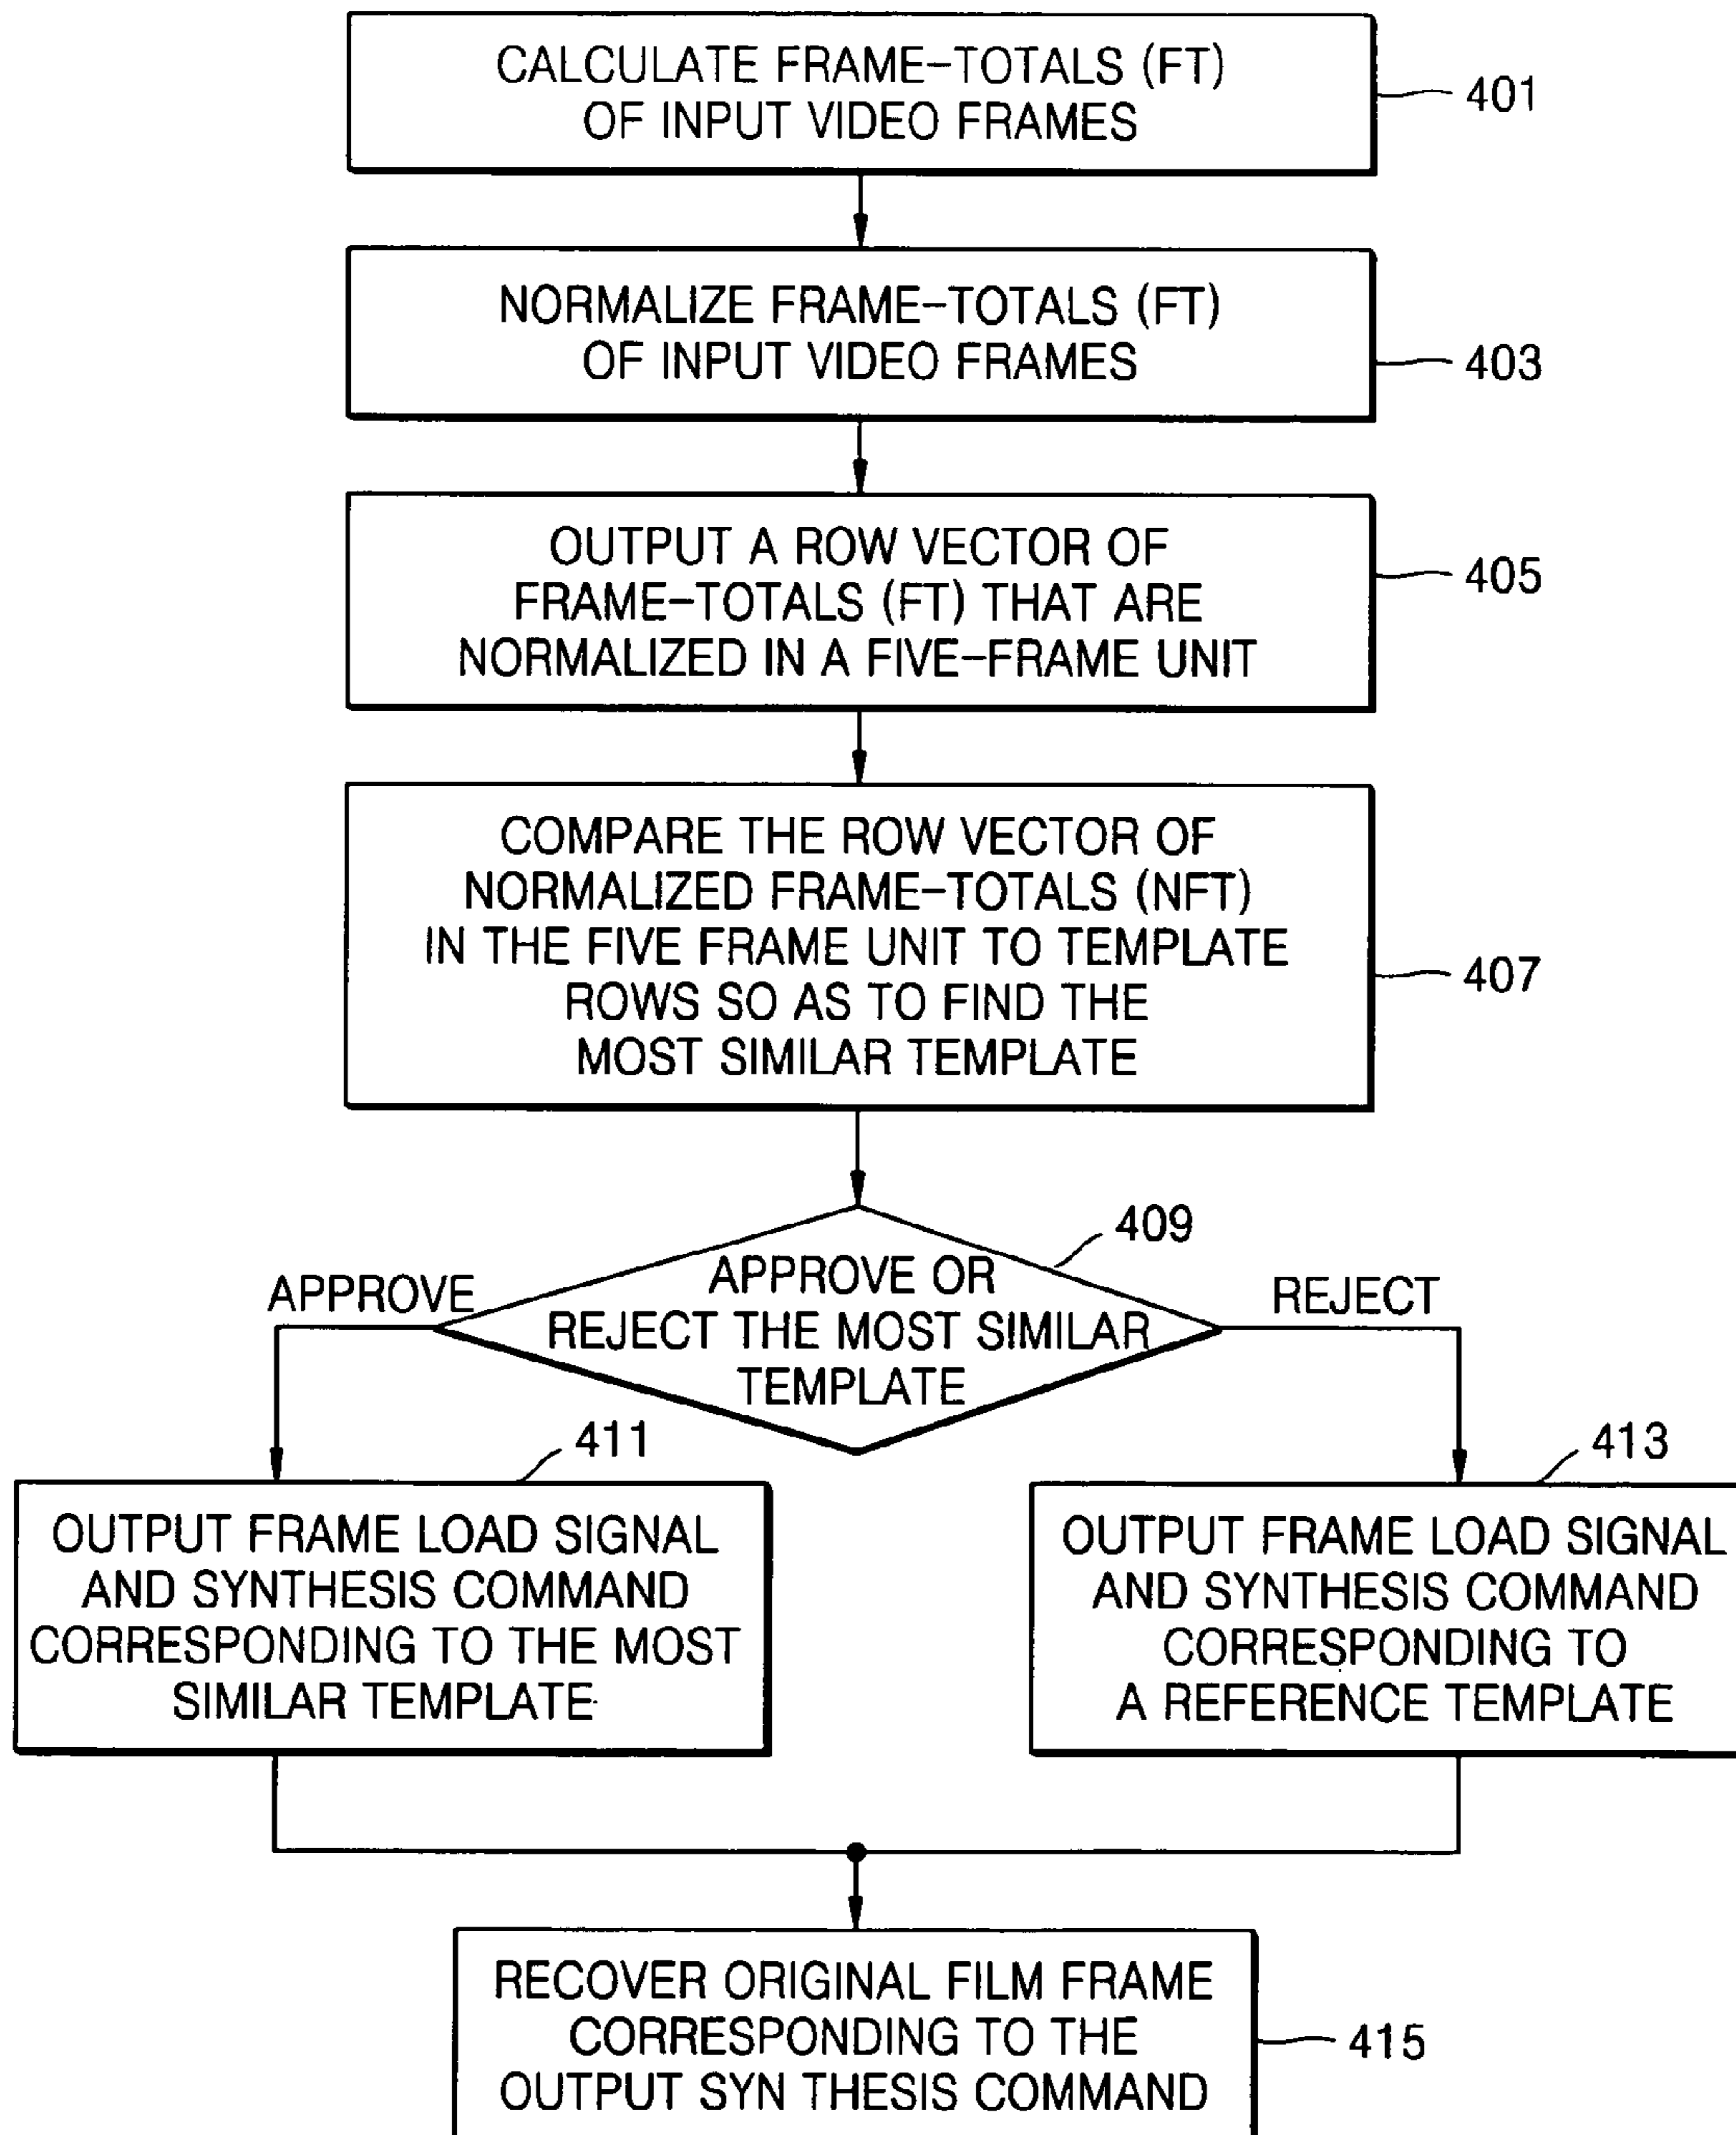 CALCULATE FRAME-TOTALS (FT)
OF INPUT VIDEO FRAMES
401
NORMALIZE FRAME-TOTALS (FT)
OF INPUT VIDEO FRAMES
403
OUTPUT A ROW VECTOR OF
FRAME-TOTALS (FT) THAT ARE
NORMALIZED IN A FIVE-FRAME UNIT
405
COMPARE THE ROW VECTOR OF
NORMALIZED FRAME-TOTALS (NFT)
IN THE FIVE FRAME UNIT TO TEMPLATE
ROWS SO AS TO FIND THE
MOST SIMILAR TEMPLATE
407
409
APPROVE
APPROVE OR
REJECT THE MOST SIMILAR
TEMPLATE
REJECT
411
OUTPUT FRAME LOAD SIGNAL
AND SYNTHESIS COMMAND
CORRESPONDING TO THE MOST
SIMILAR TEMPLATE
413
OUTPUT FRAME LOAD SIGNAL
AND SYNTHESIS COMMAND
CORRESPONDING TO
A REFERENCE TEMPLATE
RECOVER ORIGINAL FILM FRAME
CORRESPONDING TO THE
OUTPUT SYN THESIS COMMAND
415